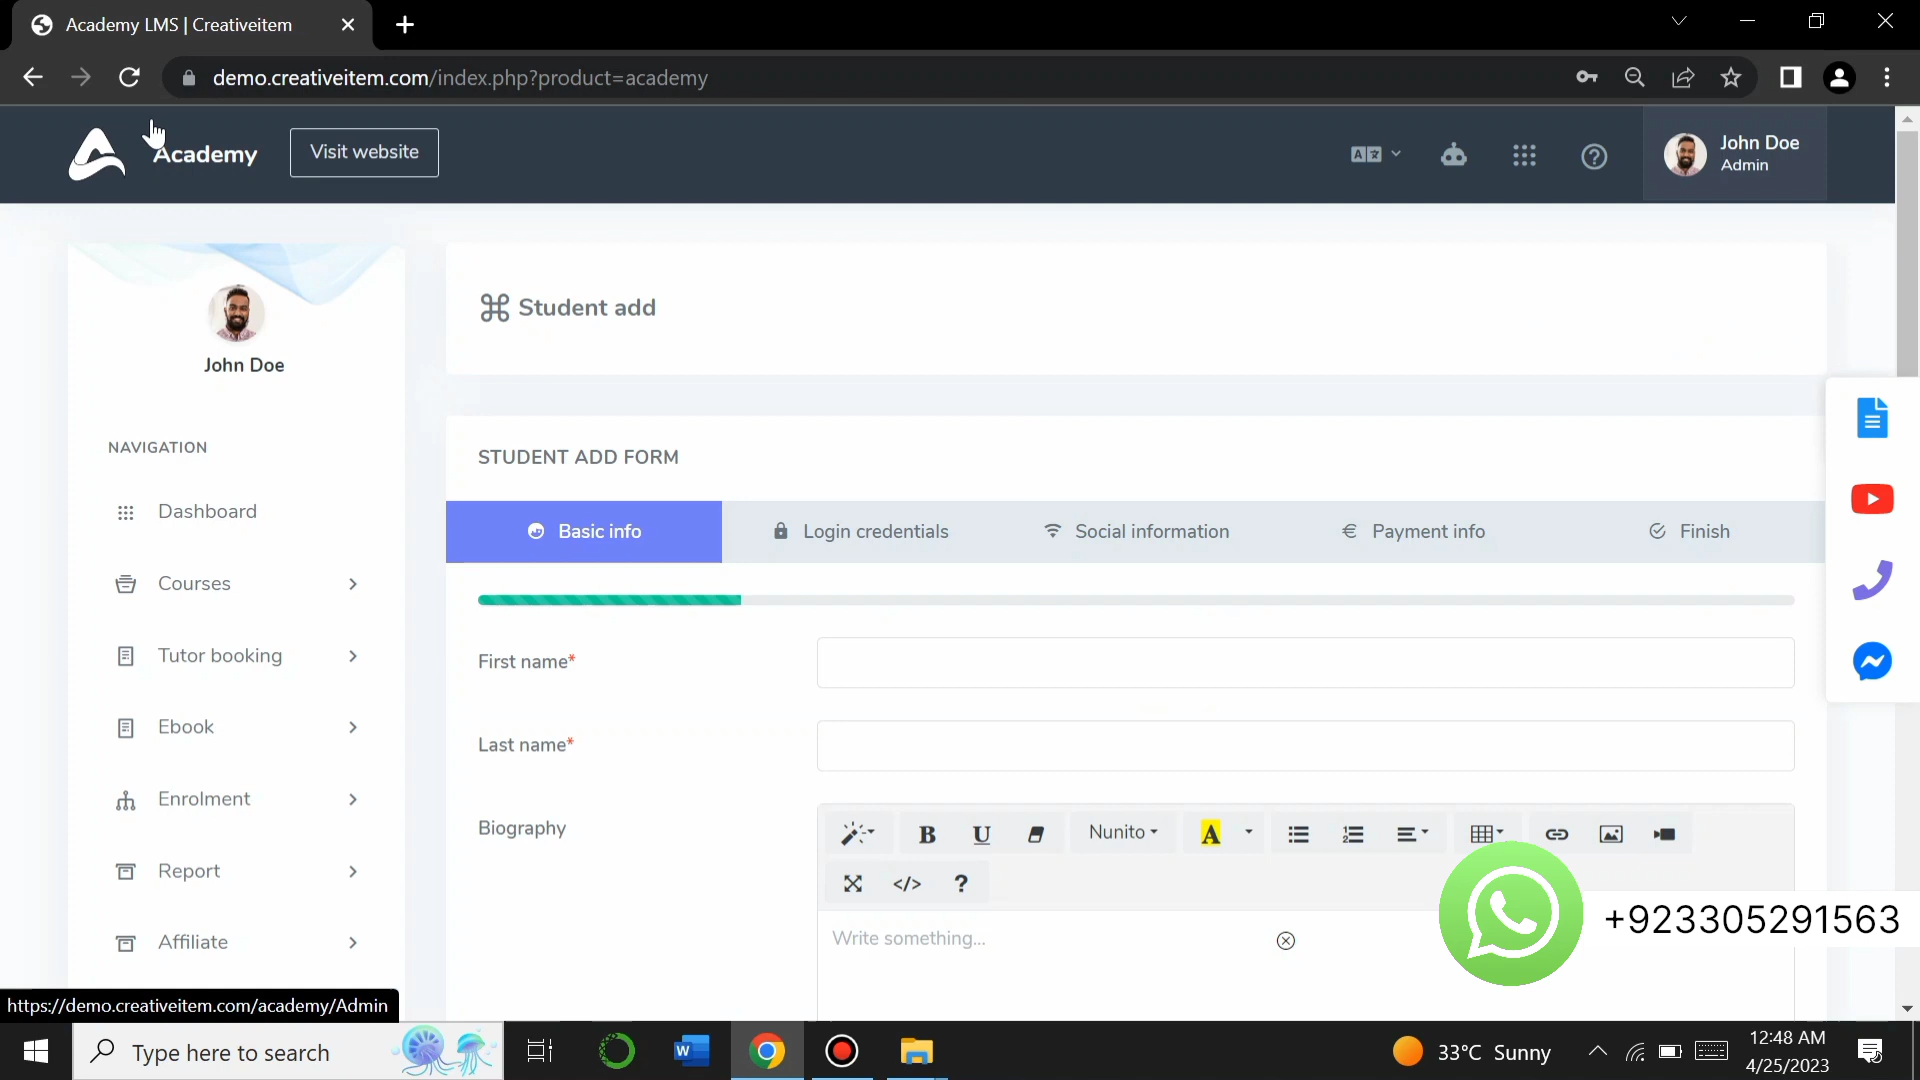 Academy LMS | Creativeitem
demo.creativeitem.com/index.php?product=academy
Academy
Visit website
John Doe
Admin
John Doe
NAVIGATION
Dashboard
Courses
Tutor booking
Ebook
Enrolment
Report
Affiliate
Student add
STUDENT ADD FORM
Basic info
Login credentials
Social information
Payment info
Finish
First name*
Last name*
Biography
B U Nunito A
</> ?
Write something...
+923305291563
https://demo.creativeitem.com/academy/Admin
Type here to search
33°C Sunny
12:48 AM
4/25/2023